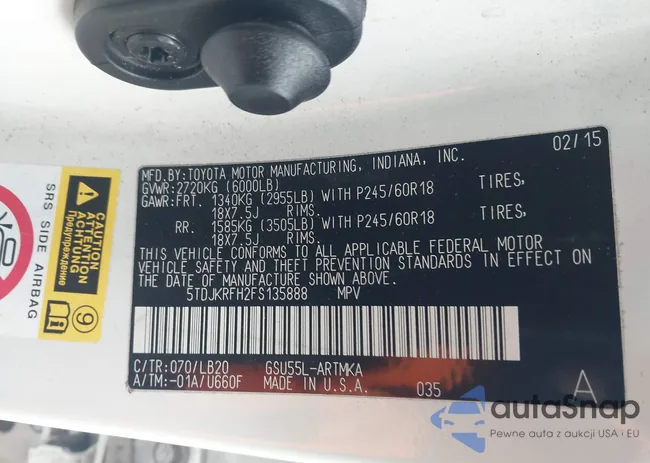 MFD.BY:TOYOTA MOTOR MANUFACTURING, INDIANA, INC. 02/15
GVWR:2720KG (6000LB)
GAWR:FRT. 1340KG (2955LB) WITH P245/60R18 TIRES,
18X7.5J RIMS.
RR. 1585KG (3505LB) WITH P245/60R18 TIRES,
18X7.5J RIMS.
THIS VEHICLE CONFORMS TO ALL APPLICABLE FEDERAL MOTOR
VEHICLE SAFETY AND THEFT PREVENTION STANDARDS IN EFFECT ON
THE DATE OF MANUFACTURE SHOWN ABOVE.
5TDJKRFH2FS135888 MPV
C/TR:070/LB20 GSU55L-ARTMKA
A/TM:-01A/U660F MADE IN U.S.A. 035 A
SRS SIDE AIRBAG
CAUTION
ATTENTION
ACHTUNG
Предупреждение
9
autaSnap
Pewne auta z aukcji USA i EU